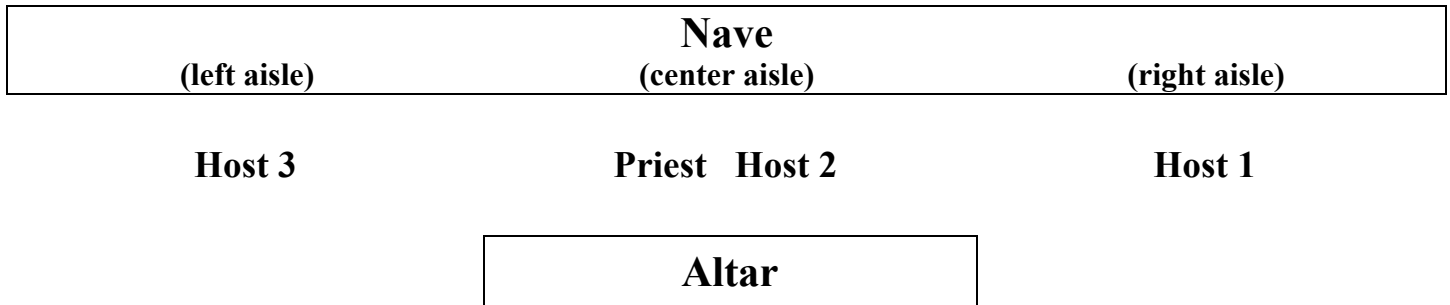 Nave
(left aisle) (center aisle) (right aisle)
Host 3 Priest Host 2 Host 1
Altar